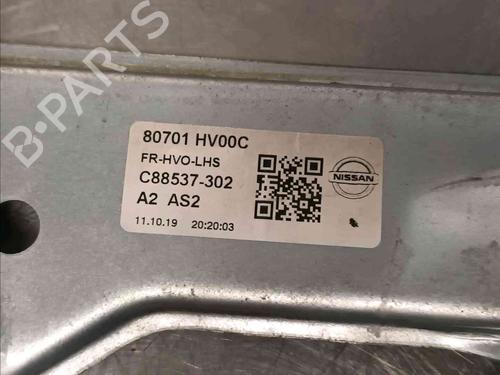 80701 HV00C
FR-HVO-LHS
C88537-302
A2 AS2
11.10.19 20:20:03
NISSAN
B-PARTS